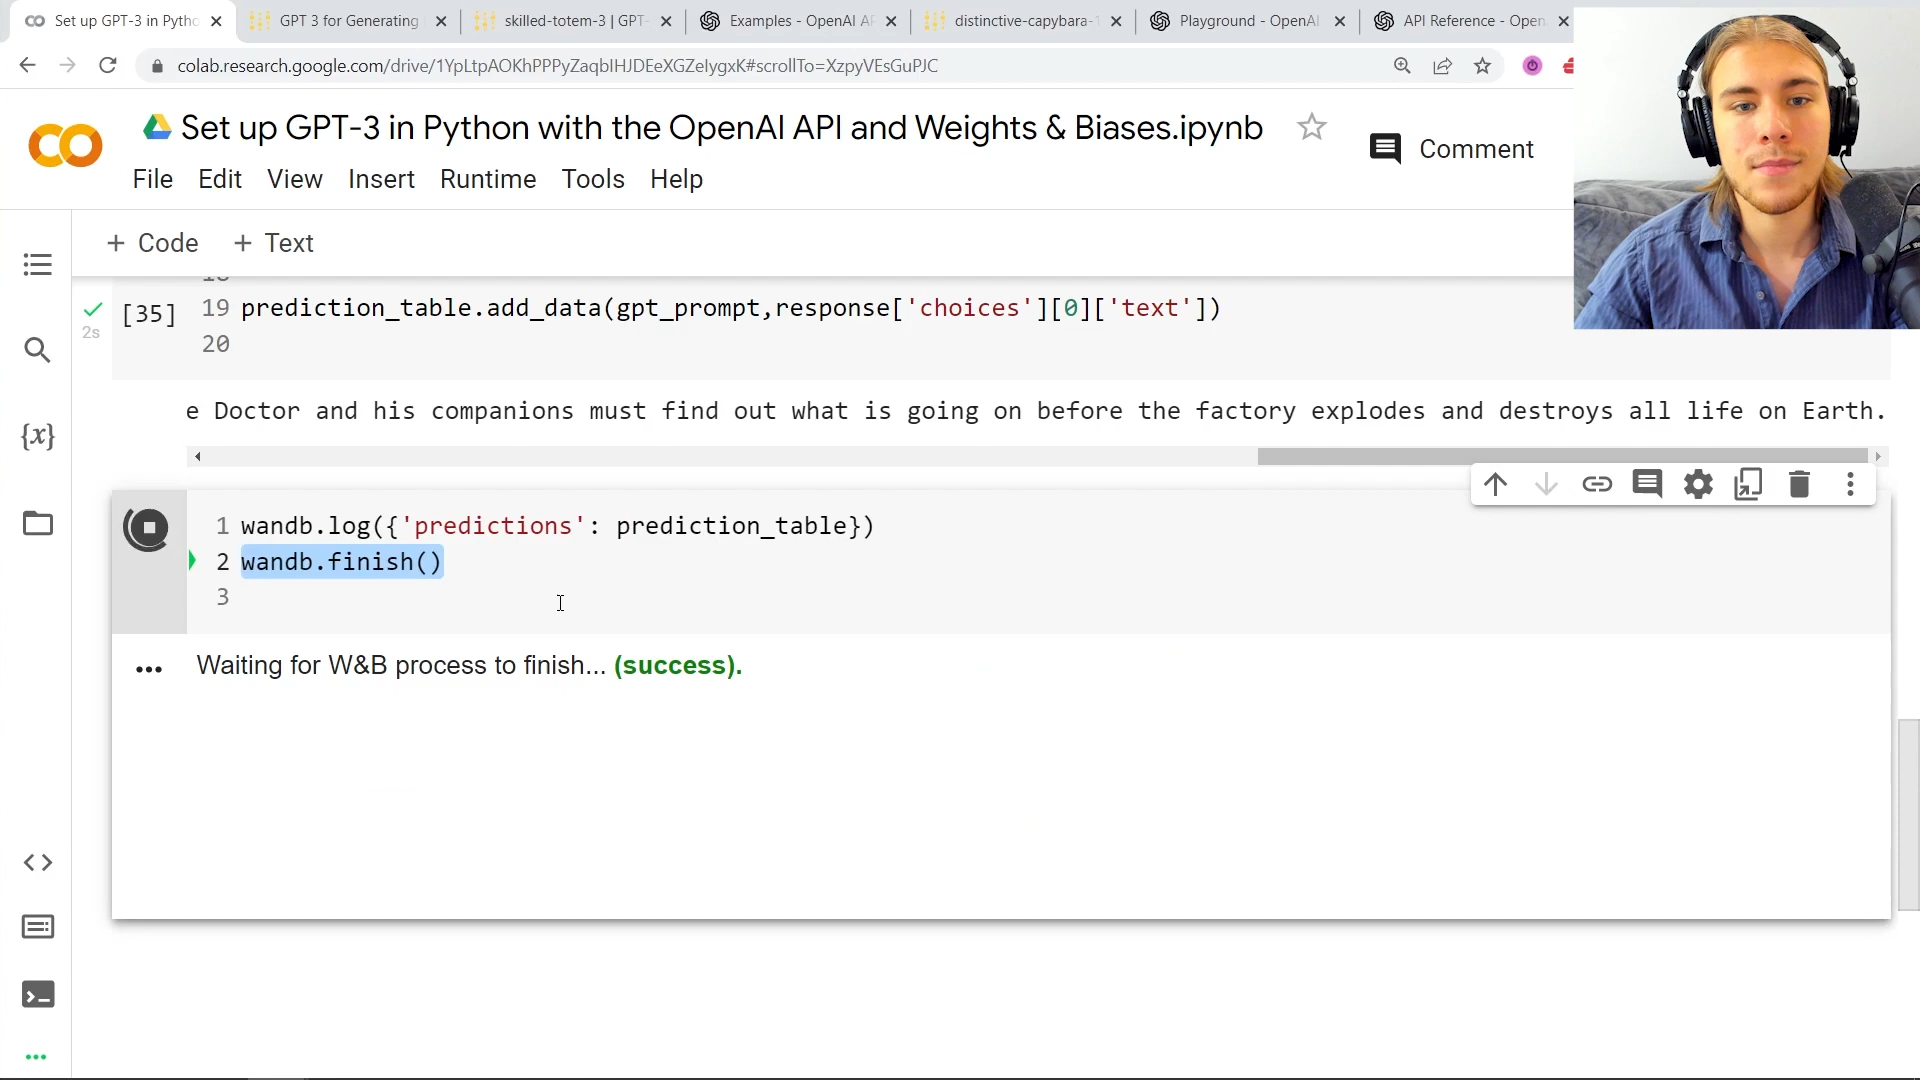 Set up GPT-3 in Pytho
GPT 3 for Generating
skilled-totem-3 | GPT-
Examples - OpenAI AP
distinctive-capybara-1
Playground - OpenAI
API Reference - Open
colab.research.google.com/drive/1YpLtpAOKhPPPyZaqbIHJDEeXGZeIygxK#scrollTo=XzpyVEsGuPJC
Set up GPT-3 in Python with the OpenAI API and Weights & Biases.ipynb
Comment
File Edit View Insert Runtime Tools Help
+ Code + Text
[35]
2s
19 prediction_table.add_data(gpt_prompt,response['choices'][0]['text'])
20
e Doctor and his companions must find out what is going on before the factory explodes and destroys all life on Earth.
1 wandb.log({'predictions': prediction_table})
2 wandb.finish()
3
... Waiting for W&B process to finish... (success).